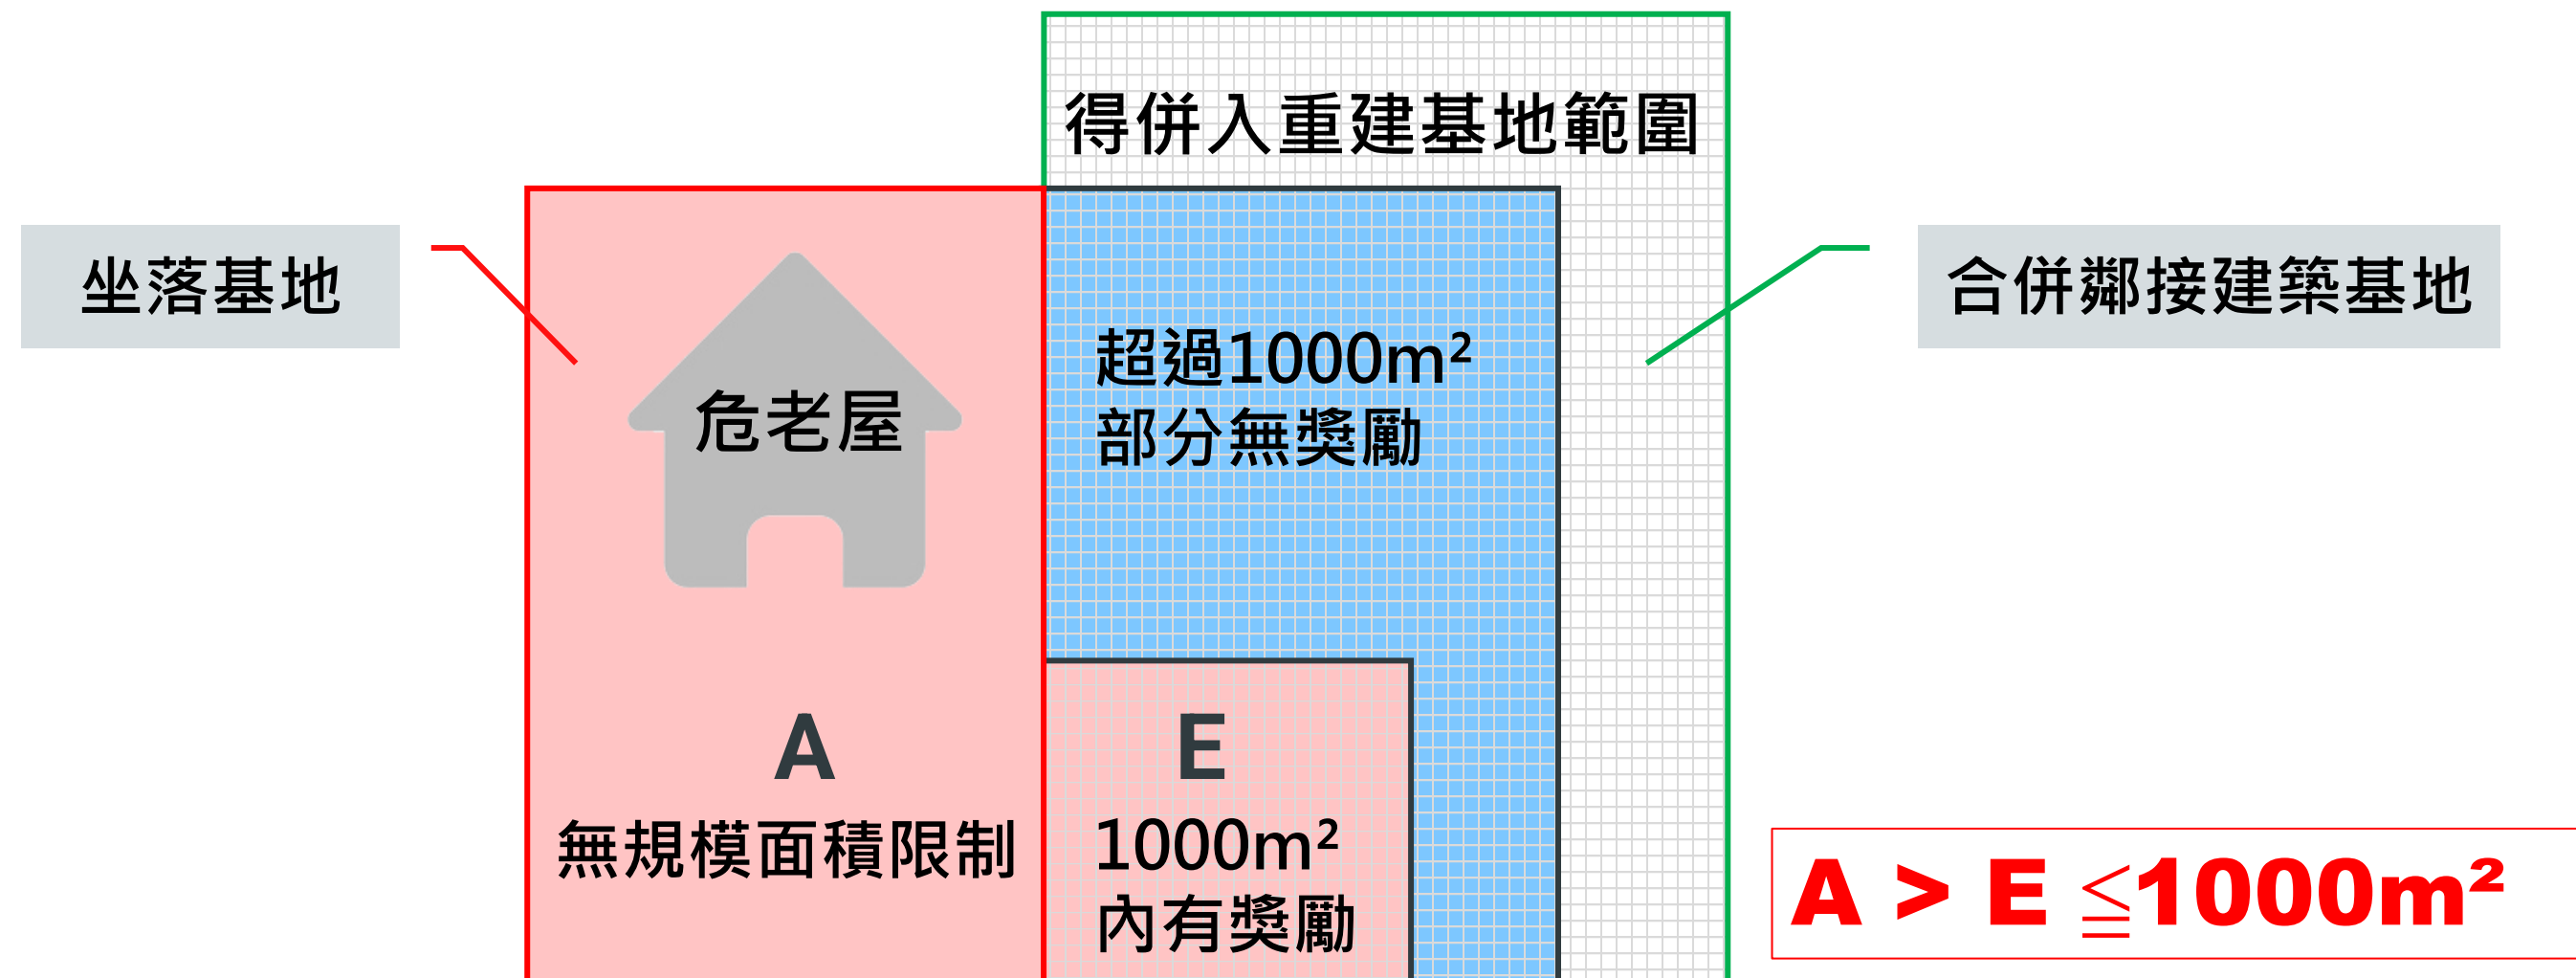 得併入重建基地範圍
坐落基地
合併鄰接建築基地
危老屋
超過1000m²
部分無獎勵
A
無規模面積限制
E
1000m²
內有獎勵
A > E ≦1000m²